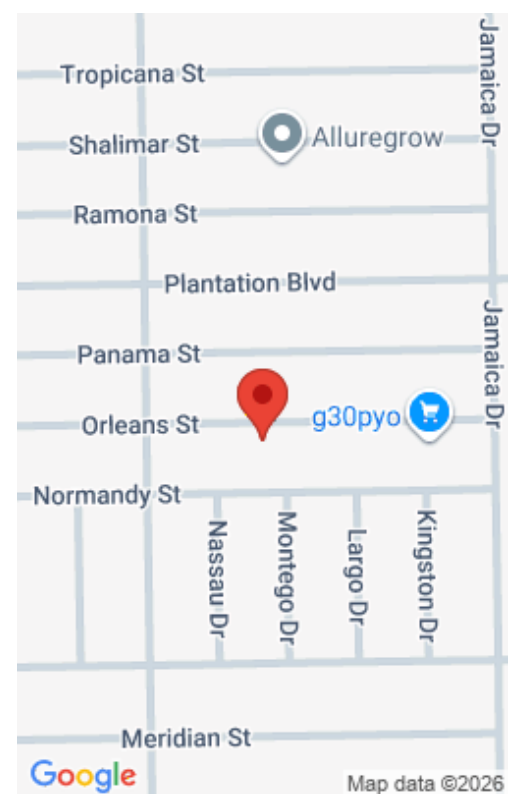 Tropicana St
Jamaica Dr
Shalimar St
Alluregrow
Ramona St
Plantation Blvd
Jamaica Dr
Panama St
Orleans St
g30pyo
Normandy St
Nassau Dr
Montego Dr
Largo Dr
Kingston Dr
Meridian St
Google
Map data ©2026